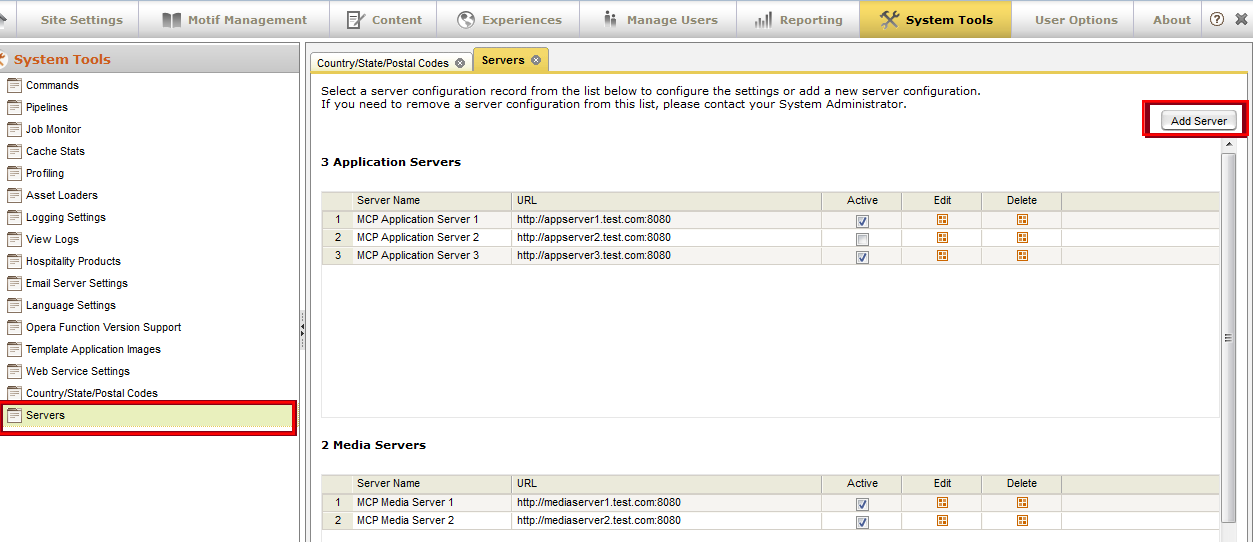 Site Settings Motif Management Content Experiences Manage Users Reporting System Tools User Options About ?
System Tools
Commands
Pipelines
Job Monitor
Cache Stats
Profiling
Asset Loaders
Logging Settings
View Logs
Hospitality Products
Email Server Settings
Language Settings
Opera Function Version Support
Template Application Images
Web Service Settings
Country/State/Postal Codes
Servers
Country/State/Postal Codes Servers
Select a server configuration record from the list below to configure the settings or add a new server configuration.
If you need to remove a server configuration from this list, please contact your System Administrator.
Add Server
3 Application Servers
Server Name URL Active Edit Delete
1 MCP Application Server 1 http://appserver1.test.com:8080
2 MCP Application Server 2 http://appserver2.test.com:8080
3 MCP Application Server 3 http://appserver3.test.com:8080
2 Media Servers
Server Name URL Active Edit Delete
1 MCP Media Server 1 http://mediaserver1.test.com:8080
2 MCP Media Server 2 http://mediaserver2.test.com:8080